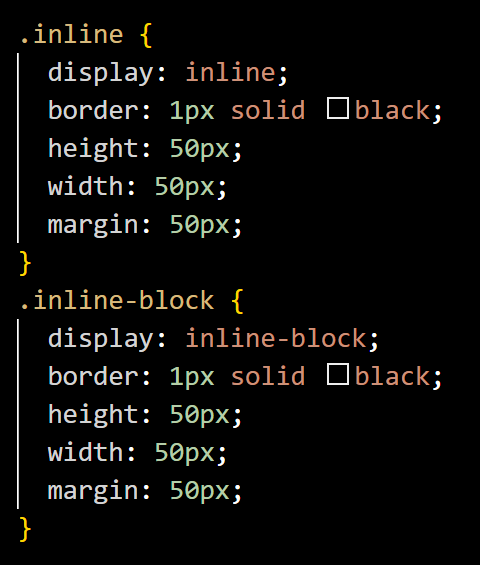 .inline {
display: inline;
border: 1px solid black;
height: 50px;
width: 50px;
margin: 50px;
}
.inline-block {
display: inline-block;
border: 1px solid black;
height: 50px;
width: 50px;
margin: 50px;
}